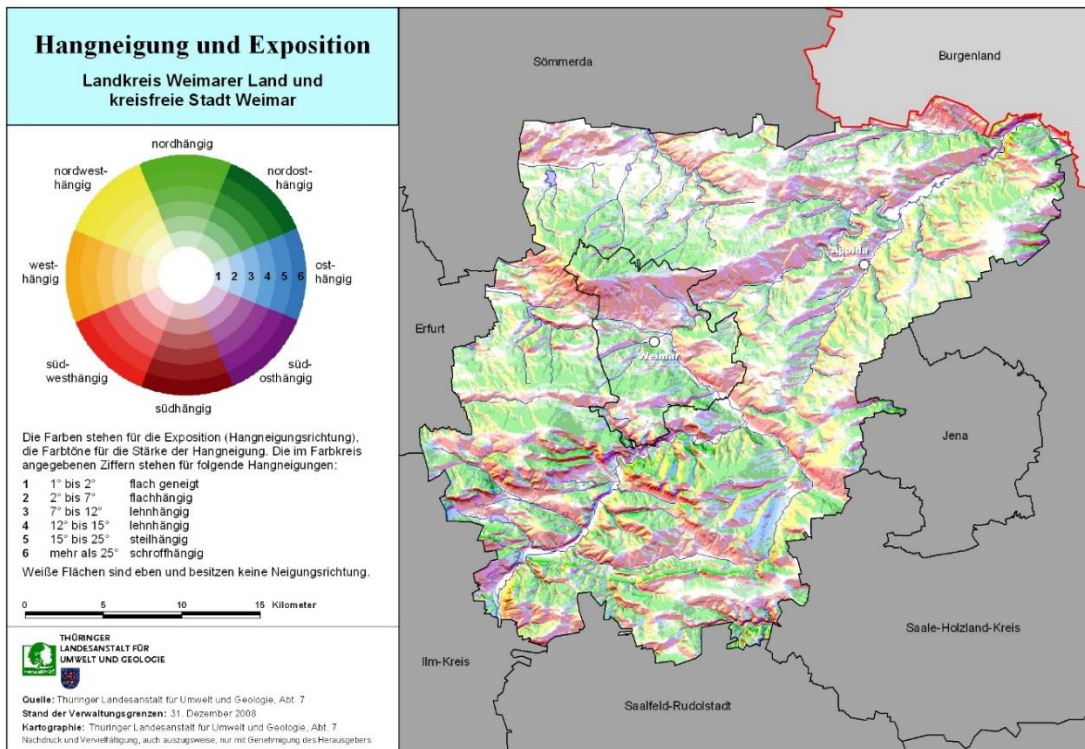 Hangneigung und Exposition
Landkreis Weimarer Land und
kreisfreie Stadt Weimar
nordhängig
nordwest-
hängig
nordost-
hängig
west-
hängig
1 2 3 4 5 6
ost-
hängig
süd-
westhängig
süd-
osthängig
südhängig
Die Farben stehen für die Exposition (Hangneigungsrichtung),
die Farbtöne für die Stärke der Hangneigung. Die im Farbkreis
angegebenen Ziffern stehen für folgende Hangneigungen:
1 1° bis 2° flach geneigt
2 2° bis 7° flachhängig
3 7° bis 12° lehnhängig
4 12° bis 15° lehnhängig
5 15° bis 25° steilhängig
6 mehr als 25° schroffhängig
Weiße Flächen sind eben und besitzen keine Neigungsrichtung.
0 5 10 15 Kilometer
THÜRINGER
LANDESANSTALT FÜR
UMWELT UND GEOLOGIE
Quelle: Thüringer Landesanstalt für Umwelt und Geologie, Abt. 7
Stand der Verwaltungsgrenzen: 31. Dezember 2008
Kartographie: Thüringer Landesanstalt für Umwelt und Geologie, Abt. 7
Nachdruck und Vervielfältigung, auch auszugsweise, nur mit Genehmigung des Herausgebers
Sömmerda
Burgenland
Apolda
Erfurt
Weimar
Jena
Saale-Holzland-Kreis
Ilm-Kreis
Saalfeld-Rudolstadt